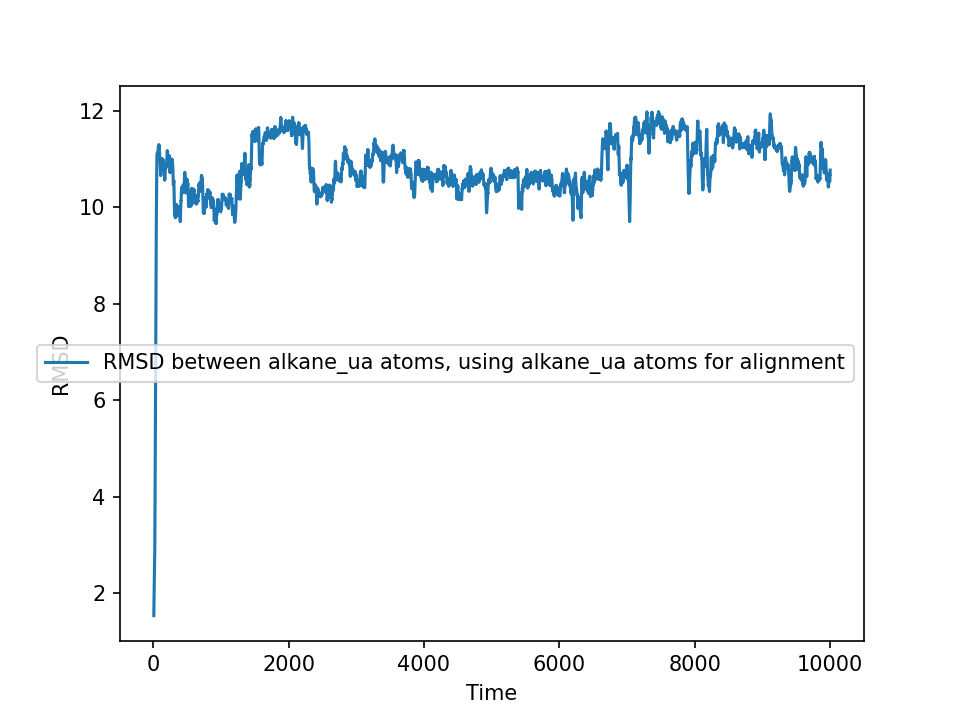 12
10
8
RMSD
RMSD between alkane_ua atoms, using alkane_ua atoms for alignment
6
4
2
0 2000 4000 6000 8000 10000
Time